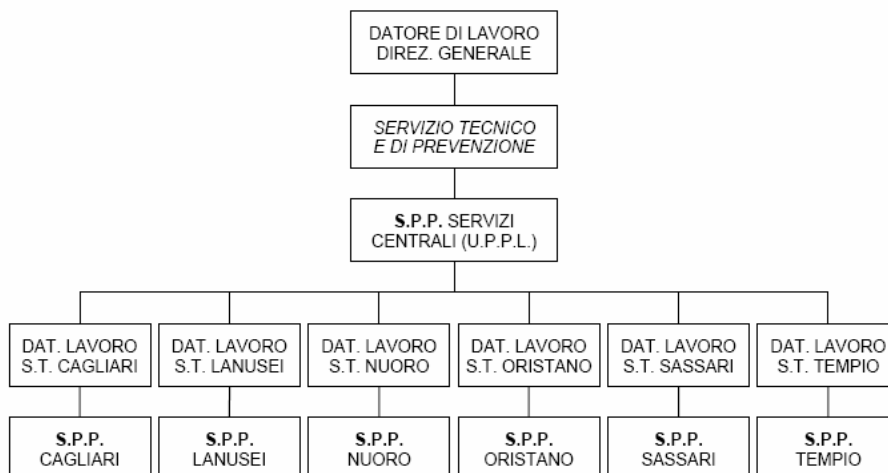 DATORE DI LAVORO
DIREZ. GENERALE
SERVIZIO TECNICO
E DI PREVENZIONE
S.P.P. SERVIZI
CENTRALI (U.P.P.L.)
DAT. LAVORO
S.T. CAGLIARI
DAT. LAVORO
S.T. LANUSEI
DAT. LAVORO
S.T. NUORO
DAT. LAVORO
S.T. ORISTANO
DAT. LAVORO
S.T. SASSARI
DAT. LAVORO
S.T. TEMPIO
S.P.P.
CAGLIARI
S.P.P.
LANUSEI
S.P.P.
NUORO
S.P.P.
ORISTANO
S.P.P.
SASSARI
S.P.P.
TEMPIO